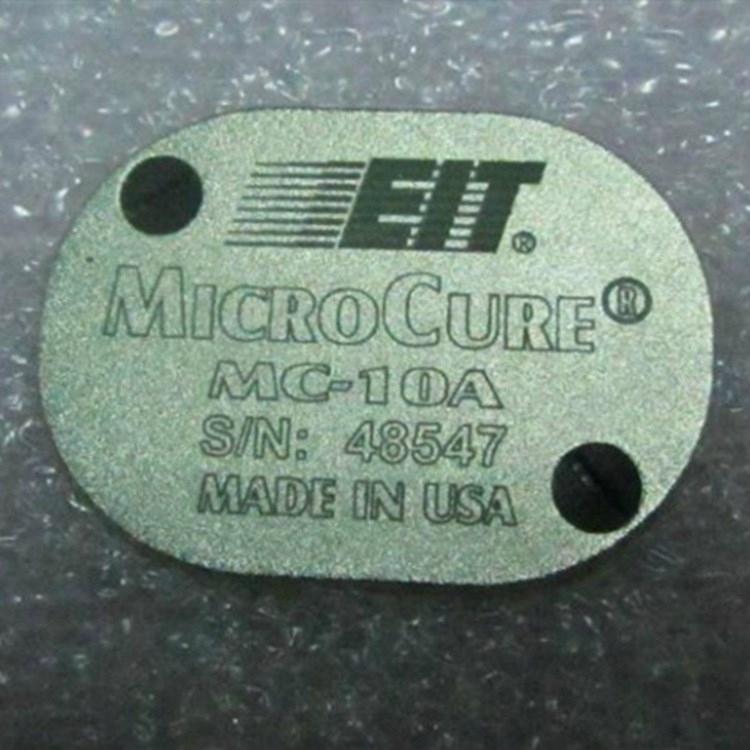 EIT®
MICROCURE®
MC-10A
S/N: 48547
MADE IN USA